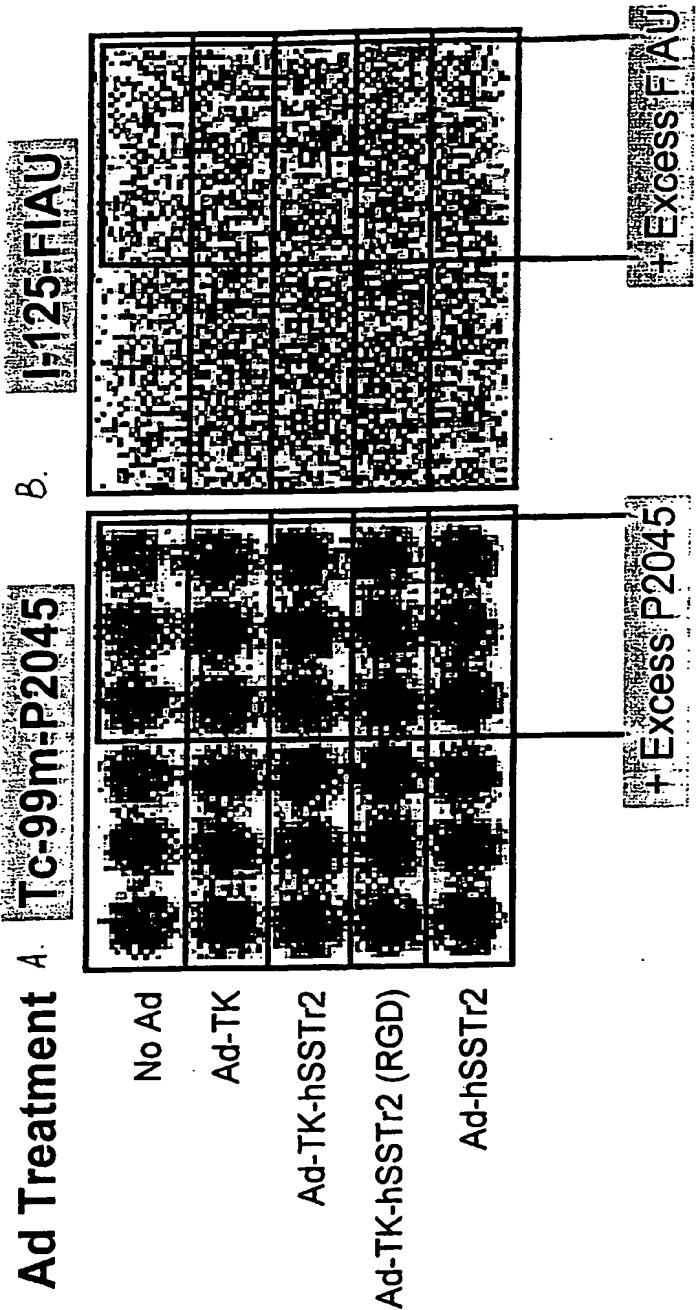 Ad Treatment
A. Tc-99m-P2045
B. I-125-FIAU
No Ad
Ad-TK
Ad-TK-hSSTr2
Ad-TK-hSSTr2 (RGD)
Ad-hSSTr2
+ Excess P2045
+ Excess FIAU